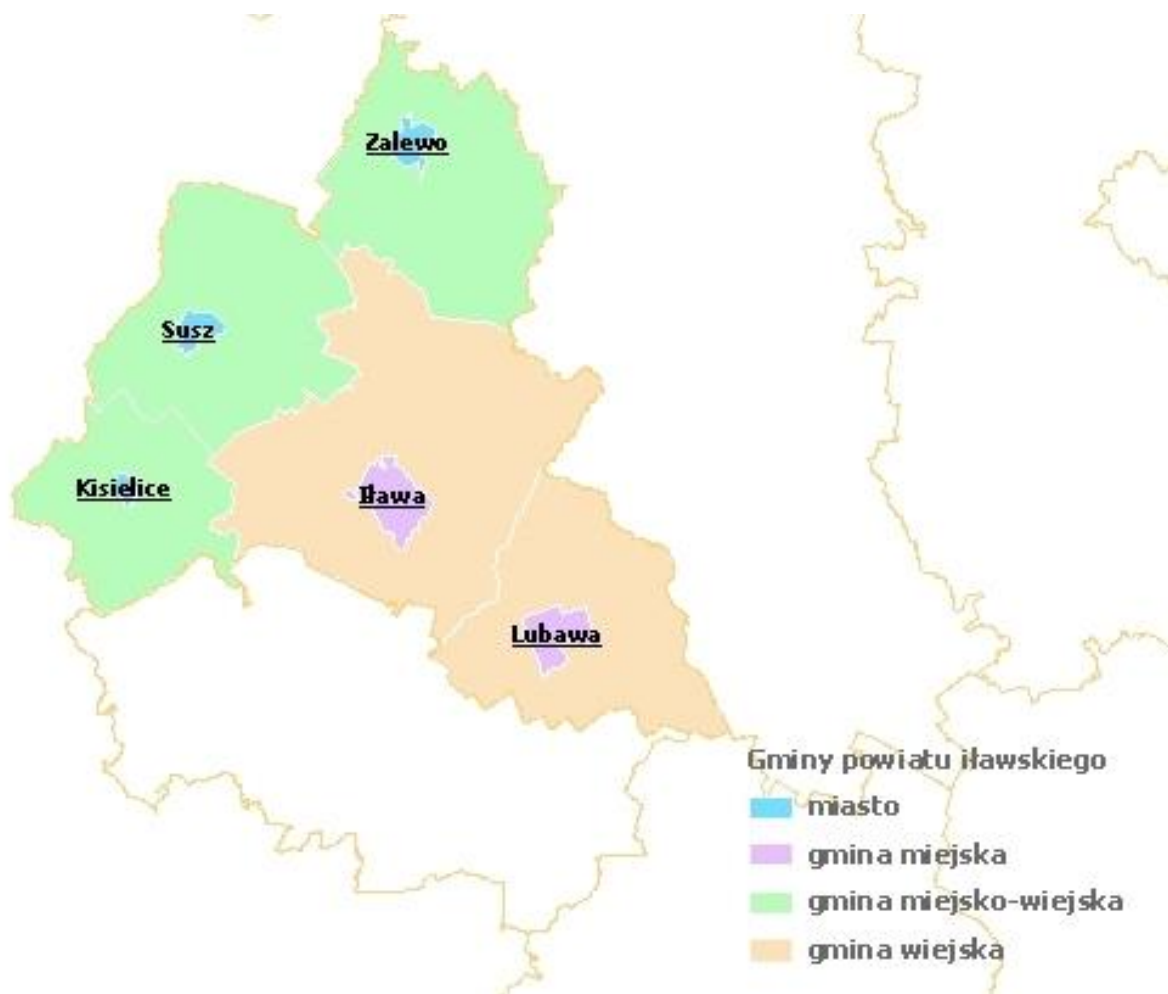 Zalewo
Susz
Kisielice
Iława
Lubawa
Gminy powiatu iławskiego
miasto
gmina miejska
gmina miejsko-wiejska
gmina wiejska